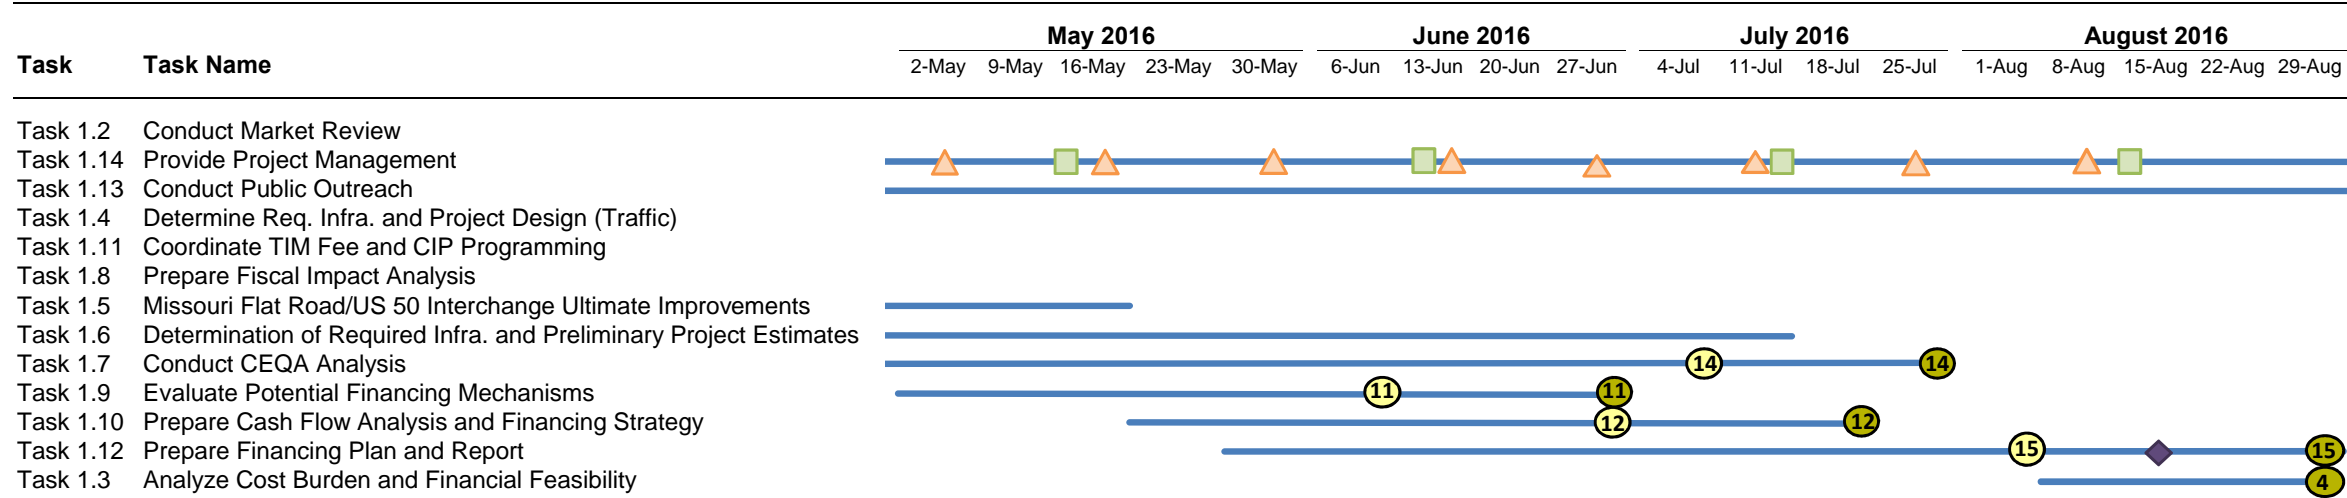 May 2016 June 2016 July 2016 August 2016
Task Task Name 2-May 9-May 16-May 23-May 30-May 6-Jun 13-Jun 20-Jun 27-Jun 4-Jul 11-Jul 18-Jul 25-Jul 1-Aug 8-Aug 15-Aug 22-Aug 29-Aug
Task 1.2 Conduct Market Review
Task 1.14 Provide Project Management
Task 1.13 Conduct Public Outreach
Task 1.4 Determine Req. Infra. and Project Design (Traffic)
Task 1.11 Coordinate TIM Fee and CIP Programming
Task 1.8 Prepare Fiscal Impact Analysis
Task 1.5 Missouri Flat Road/US 50 Interchange Ultimate Improvements
Task 1.6 Determination of Required Infra. and Preliminary Project Estimates
Task 1.7 Conduct CEQA Analysis 14 14
Task 1.9 Evaluate Potential Financing Mechanisms 11 11
Task 1.10 Prepare Cash Flow Analysis and Financing Strategy 12 12
Task 1.12 Prepare Financing Plan and Report 15 15
Task 1.3 Analyze Cost Burden and Financial Feasibility 4